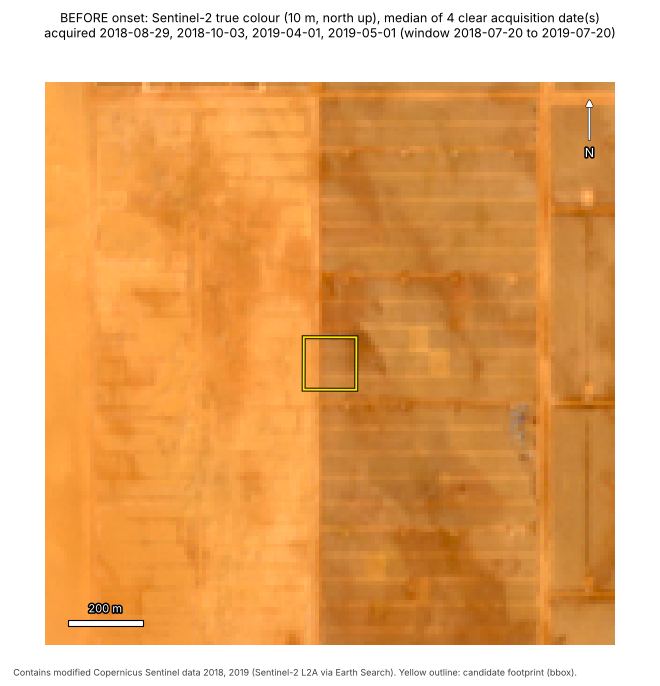 BEFORE onset: Sentinel-2 true colour (10 m, north up), median of 4 clear acquisition date(s)
acquired 2018-08-29, 2018-10-03, 2019-04-01, 2019-05-01 (window 2018-07-20 to 2019-07-20)
N
200 m
Contains modified Copernicus Sentinel data 2018, 2019 (Sentinel-2 L2A via Earth Search). Yellow outline: candidate footprint (bbox).